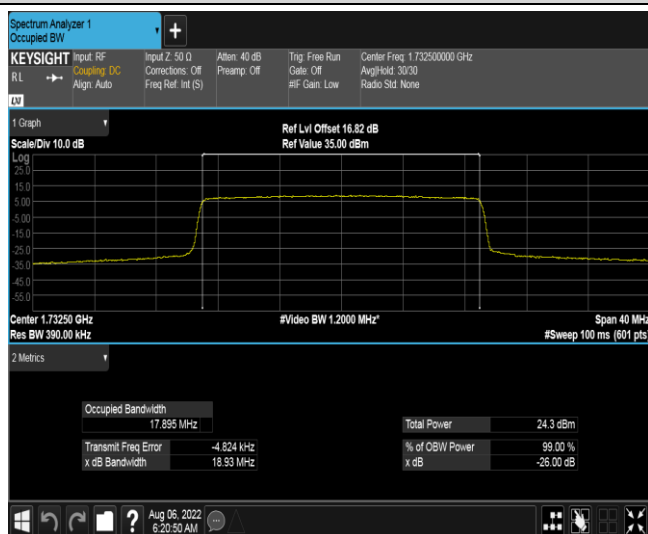 Spectrum Analyzer 1
Occupied BW
KEYSIGHT
RL
LXI
Input: RF
Coupling: DC
Align: Auto
Input Z: 50 Ω
Corrections: Off
Freq Ref: Int (S)
Atten: 40 dB
Preamp: Off
Trig: Free Run
Gate: Off
#IF Gain: Low
Center Freq: 1.732500000 GHz
Avg|Hold: 30/30
Radio Std: None
1 Graph
Scale/Div 10.0 dB
Ref Lvl Offset 16.82 dB
Ref Value 35.00 dBm
Log
25.0
15.0
5.00
-5.00
-15.0
-25.0
-35.0
-45.0
-55.0
Center 1.73250 GHz
Res BW 390.00 kHz
#Video BW 1.2000 MHz*
Span 40 MHz
#Sweep 100 ms (601 pts)
2 Metrics
Occupied Bandwidth
17.895 MHz
Transmit Freq Error -4.824 kHz
x dB Bandwidth 18.93 MHz
Total Power 24.3 dBm
% of OBW Power 99.00 %
x dB -26.00 dB
?
Aug 06, 2022
6:20:50 AM